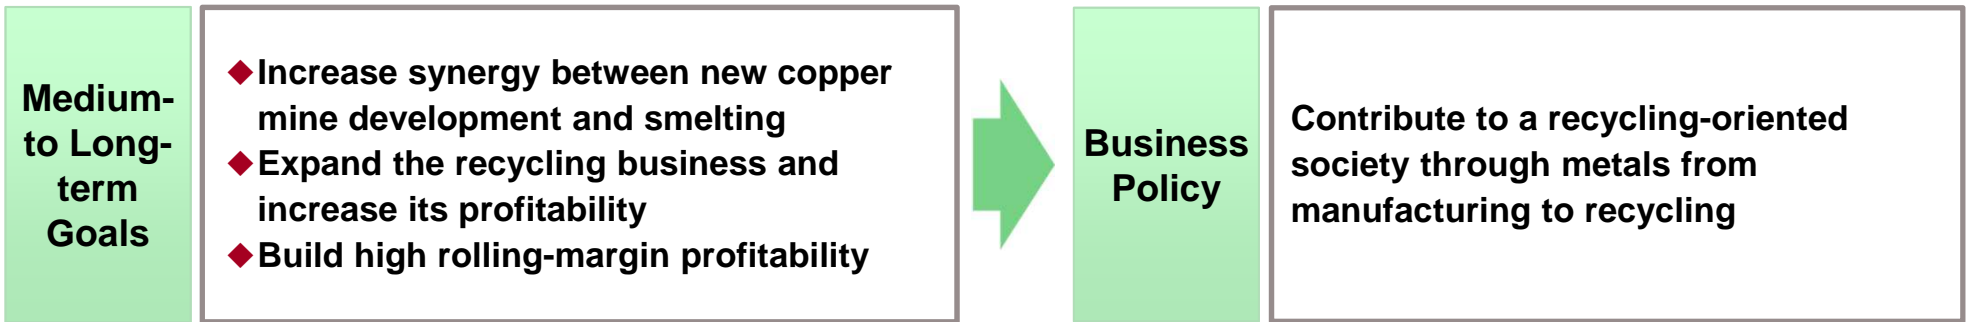 Medium-
to Long-
term
Goals
◆Increase synergy between new copper
mine development and smelting
◆Expand the recycling business and
increase its profitability
◆Build high rolling-margin profitability
Business
Policy
Contribute to a recycling-oriented
society through metals from
manufacturing to recycling